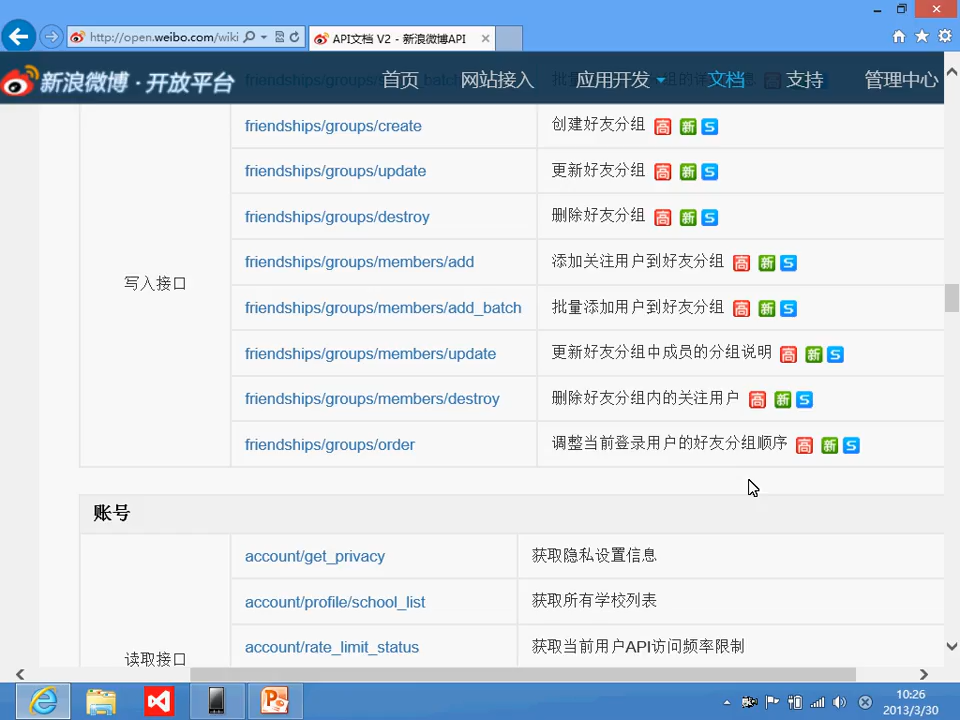 http://open.weibo.com/wiki
API文档 V2 - 新浪微博API
新浪微博·开放平台
首页 网站接入 应用开发 文档 支持 管理中心
friendships/groups/create 创建好友分组 高 新 S
friendships/groups/update 更新好友分组 高 新 S
friendships/groups/destroy 删除好友分组 高 新 S
friendships/groups/members/add 添加关注用户到好友分组 高 新 S
写入接口
friendships/groups/members/add_batch 批量添加用户到好友分组 高 新 S
friendships/groups/members/update 更新好友分组中成员的分组说明 高 新 S
friendships/groups/members/destroy 删除好友分组内的关注用户 高 新 S
friendships/groups/order 调整当前登录用户的好友分组顺序 高 新 S
账号
account/get_privacy 获取隐私设置信息
account/profile/school_list 获取所有学校列表
account/rate_limit_status 获取当前用户API访问频率限制
读取接口
10:26
2013/3/30